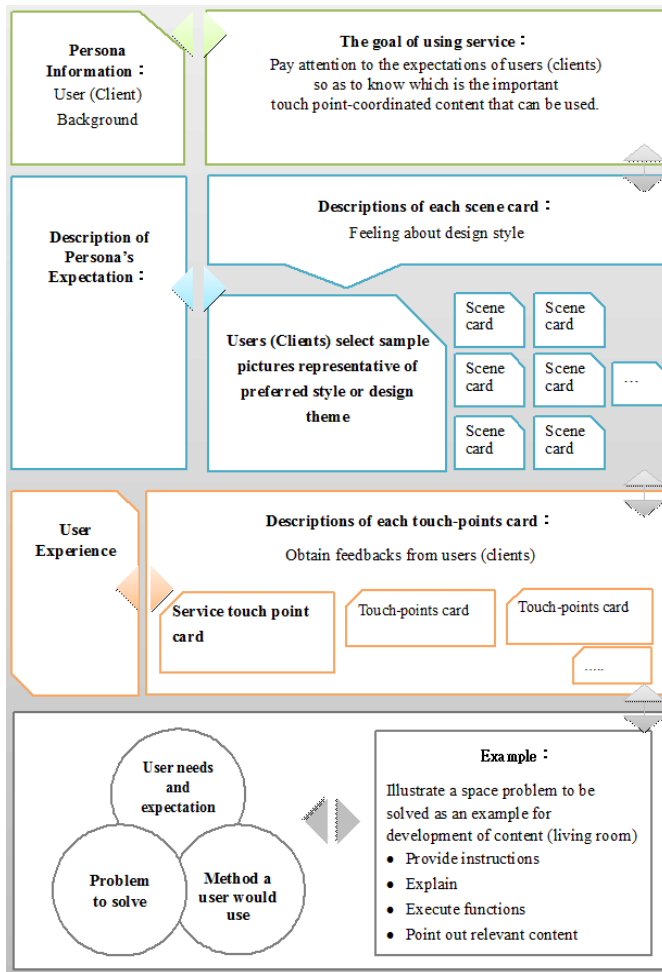 Persona
Information：
User (Client)
Background
The goal of using service：
Pay attention to the expectations of users (clients)
so as to know which is the important
touch point-coordinated content that can be used.
Description of
Persona's
Expectation：
Descriptions of each scene card：
Feeling about design style
Users (Clients) select sample
pictures representative of
preferred style or design
theme
Scene
card
Scene
card
Scene
card
Scene
card
...
Scene
card
Scene
card
User
Experience
Descriptions of each touch-points card：
Obtain feedbacks from users (clients)
Service touch point
card
Touch-points card
Touch-points card
.....
User needs
and
expectation
Problem
to solve
Method a
user would
use
Example：
Illustrate a space problem to be
solved as an example for
development of content (living room)
● Provide instructions
● Explain
● Execute functions
● Point out relevant content